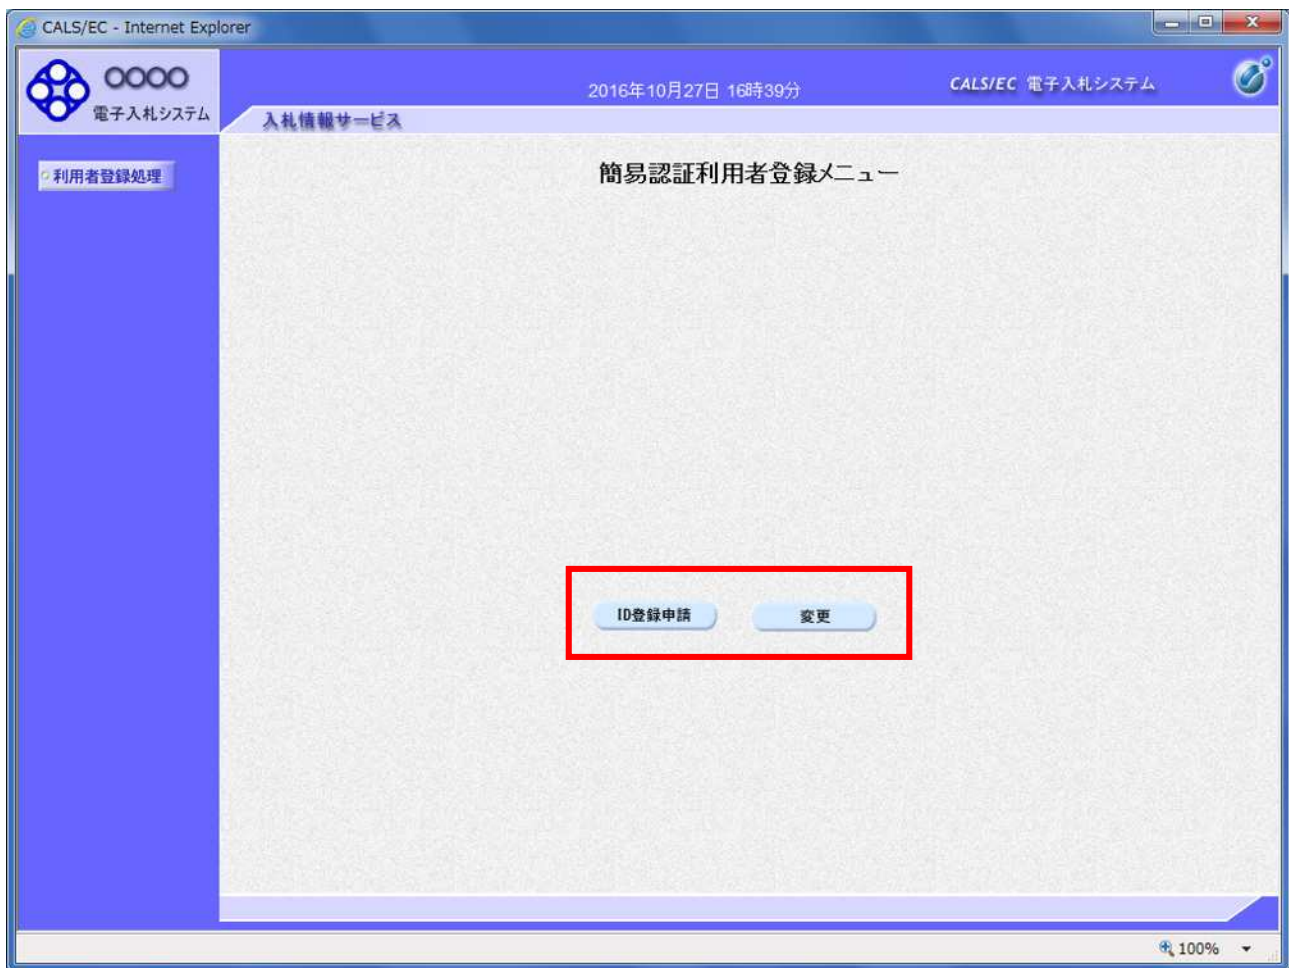 CALS/EC - Internet Explorer
○○○○
電子入札システム
2016年10月27日 16時39分
CALS/EC 電子入札システム
入札情報サービス
利用者登録処理
簡易認証利用者登録メニュー
ID登録申請
変更
100%